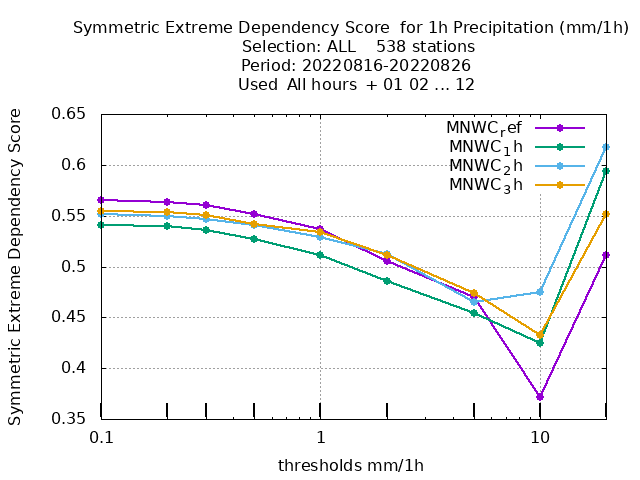 Symmetric Extreme Dependency Score  for 1h Precipitation (mm/1h)
Selection: ALL    538 stations
Period: 20220816-20220826
Used  All hours  + 01 02 ... 12
Symmetric Extreme Dependency Score
0.65
0.6
0.55
0.5
0.45
0.4
0.35
MNWC_ref
MNWC_1h
MNWC_2h
MNWC_3h
0.1
1
10
thresholds mm/1h